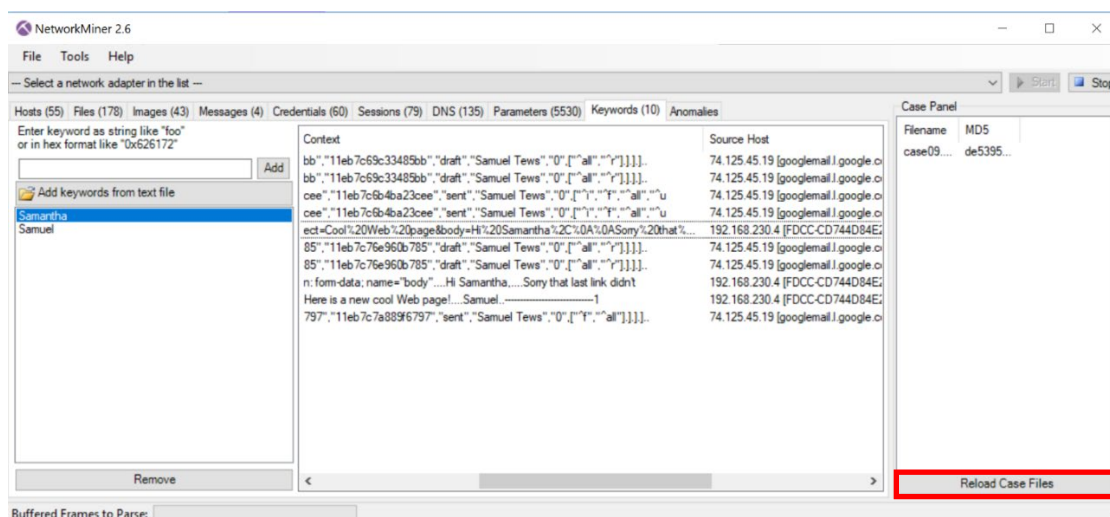 NetworkMiner 2.6
File Tools Help
--- Select a network adapter in the list ---
Start Stop
Hosts (55) Files (178) Images (43) Messages (4) Credentials (60) Sessions (79) DNS (135) Parameters (5530) Keywords (10) Anomalies
Enter keyword as string like "foo"
or in hex format like "0x626172"
Add
Add keywords from text file
Samantha
Samuel
Remove
Context Source Host
bb","11eb7c69c33485bb","draft","Samuel Tews","0",["^all","^r"].].].].. 74.125.45.19 [googlemail.l.google.c
bb","11eb7c69c33485bb","draft","Samuel Tews","0",["^all","^r"].].].].. 74.125.45.19 [googlemail.l.google.c
cee","11eb7c6b4ba23cee","sent","Samuel Tews","0",["^i","^f","^all","^u 74.125.45.19 [googlemail.l.google.c
cee","11eb7c6b4ba23cee","sent","Samuel Tews","0",["^i","^f","^all","^u 74.125.45.19 [googlemail.l.google.c
ect=Cool%20Web%20page&body=Hi%20Samantha%2C%0A%0ASorry%20that%... 192.168.230.4 [FDCC-CD744D84E2
85","11eb7c76e960b785","draft","Samuel Tews","0",["^all","^r"].].].].. 74.125.45.19 [googlemail.l.google.c
85","11eb7c76e960b785","draft","Samuel Tews","0",["^all","^r"].].].].. 74.125.45.19 [googlemail.l.google.c
n: form-data; name="body"....Hi Samantha,....Sorry that last link didn't 192.168.230.4 [FDCC-CD744D84E2
Here is a new cool Web page!....Samuel..-----------------------------1 192.168.230.4 [FDCC-CD744D84E2
797","11eb7c7a889f6797","sent","Samuel Tews","0",["^f","^all"].].].].. 74.125.45.19 [googlemail.l.google.c
Case Panel
Filename MD5
case09.... de5395...
Reload Case Files
Buffered Frames to Parse: